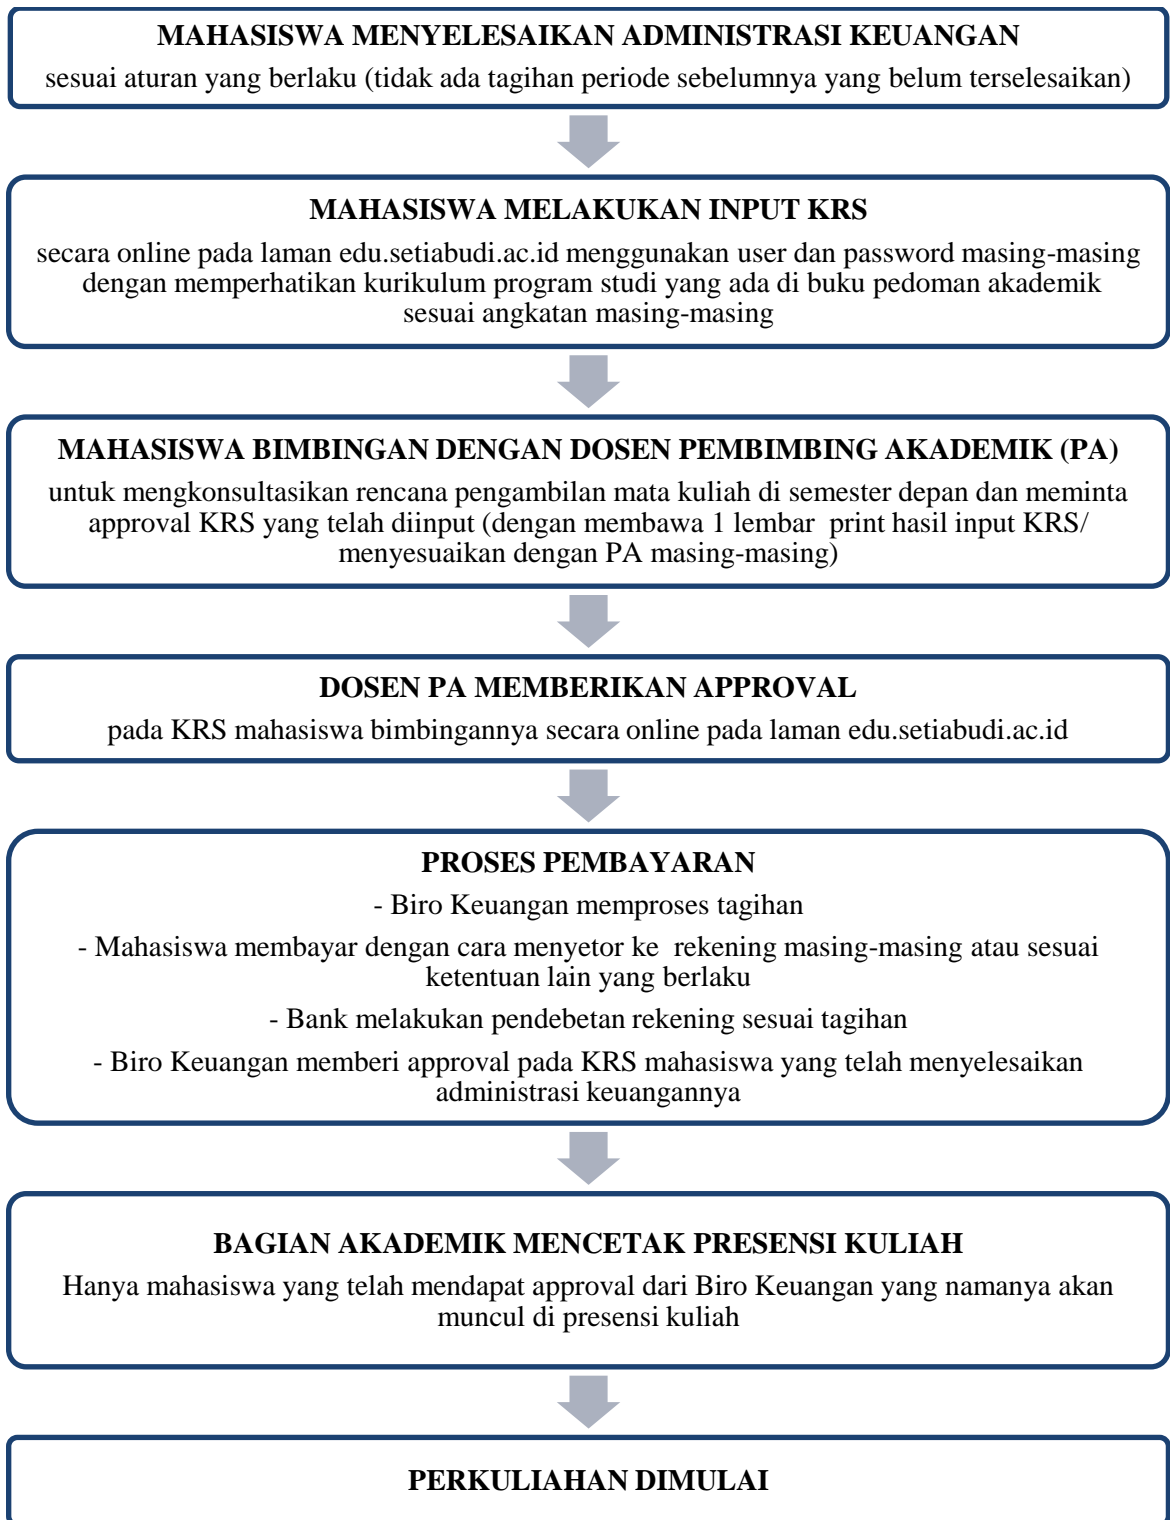 MAHASISWA MENYELESAIKAN ADMINISTRASI KEUANGAN
sesuai aturan yang berlaku (tidak ada tagihan periode sebelumnya yang belum terselesaikan)
MAHASISWA MELAKUKAN INPUT KRS
secara online pada laman edu.setiabudi.ac.id menggunakan user dan password masing-masing
dengan memperhatikan kurikulum program studi yang ada di buku pedoman akademik
sesuai angkatan masing-masing
MAHASISWA BIMBINGAN DENGAN DOSEN PEMBIMBING AKADEMIK (PA)
untuk mengkonsultasikan rencana pengambilan mata kuliah di semester depan dan meminta
approval KRS yang telah diinput (dengan membawa 1 lembar print hasil input KRS/
menyesuaikan dengan PA masing-masing)
DOSEN PA MEMBERIKAN APPROVAL
pada KRS mahasiswa bimbingannya secara online pada laman edu.setiabudi.ac.id
PROSES PEMBAYARAN
- Biro Keuangan memproses tagihan
- Mahasiswa membayar dengan cara menyetor ke rekening masing-masing atau sesuai
ketentuan lain yang berlaku
- Bank melakukan pendebetan rekening sesuai tagihan
- Biro Keuangan memberi approval pada KRS mahasiswa yang telah menyelesaikan
administrasi keuangannya
BAGIAN AKADEMIK MENCETAK PRESENSI KULIAH
Hanya mahasiswa yang telah mendapat approval dari Biro Keuangan yang namanya akan
muncul di presensi kuliah
PERKULIAHAN DIMULAI